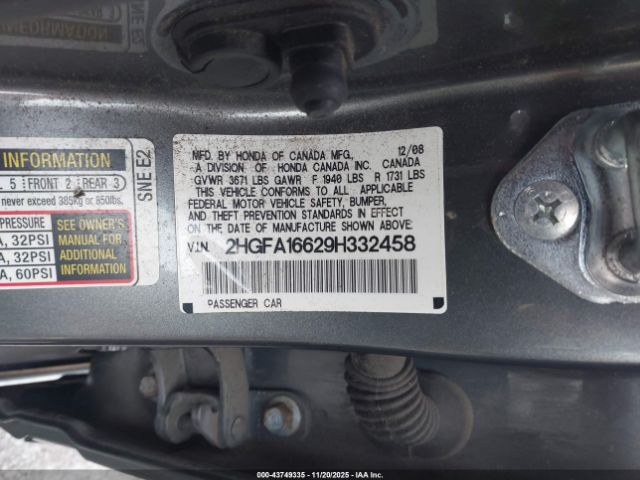 MFD. BY HONDA OF CANADA MFG., 12/08
A DIVISION OF HONDA CANADA INC. CANADA
GVWR 3671 LBS GAWR F 1940 LBS R 1731 LBS
THIS VEHICLE CONFORMS TO ALL APPLICABLE
FEDERAL MOTOR VEHICLE SAFETY, BUMPER,
AND THEFT PREVENTION STANDARDS IN EFFECT
ON THE DATE OF MANUFACTURE SHOWN ABOVE.
VIN 2HGFA16629H332458
PASSENGER CAR
INFORMATION
L 5 FRONT 2 REAR 3
never exceed 385kg or 850lbs.
PRESSURE
A, 32PSI
A, 32PSI
A, 60PSI
SEE OWNER'S
MANUAL FOR
ADDITIONAL
INFORMATION
SNE E2
000-43749335 - 11/20/2025 - IAAI.COM